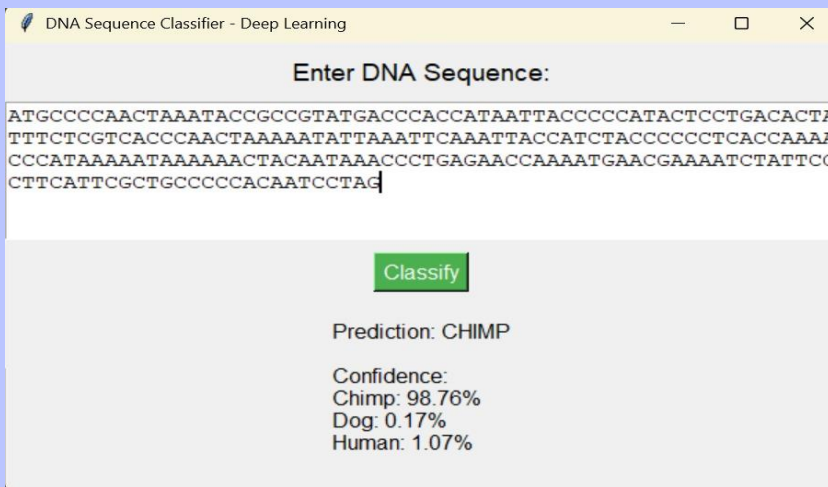 DNA Sequence Classifier - Deep Learning
Enter DNA Sequence:
ATGCCCCAACTAAATACCGCCGTATGACCCACCATAATTACCCCCATACTCCTGACACTA
TTTCTCGTCACCCAACTAAAAATATTAAATTCAAATTACCATCTACCCCCCTCACCAAAA
CCCATAAAAATAAAAAACTACAATAAACCCTGAGAACCAAAATGAACGAAAATCTATTCG
CTTCATTCGCTGCCCCCACAATCCTAG
Classify
Prediction: CHIMP
Confidence:
Chimp: 98.76%
Dog: 0.17%
Human: 1.07%